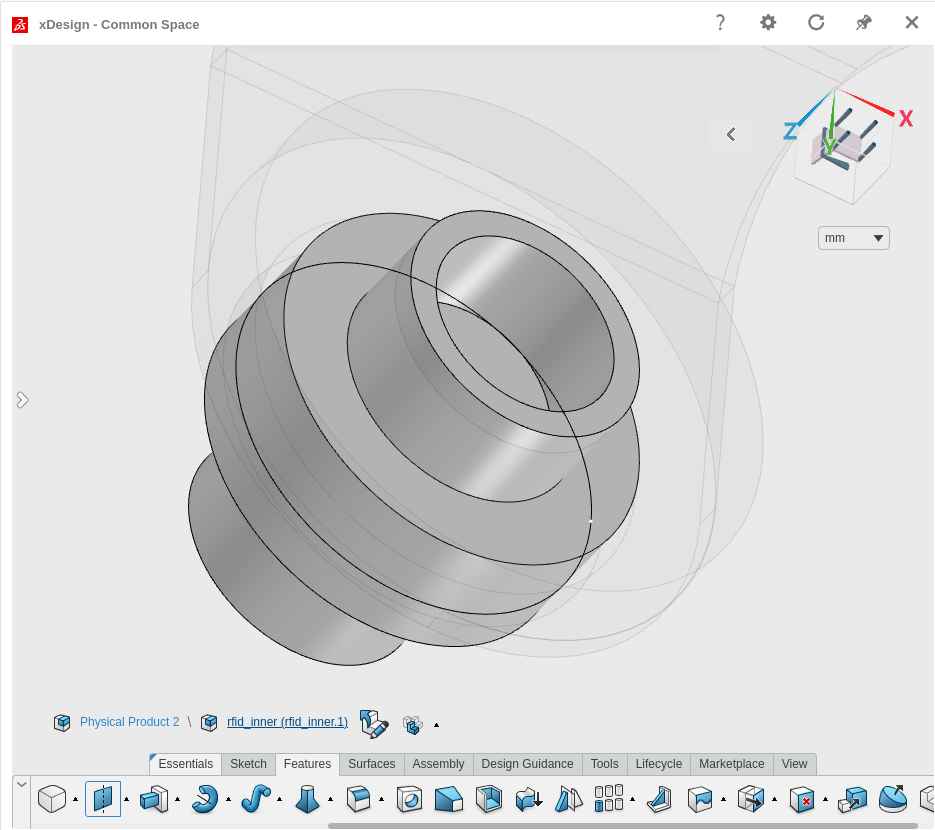 xDesign - Common Space
?
Z
X
Y
mm
Physical Product 2 \ rfid_inner (rfid_inner.1)
Essentials Sketch Features Surfaces Assembly Design Guidance Tools Lifecycle Marketplace View